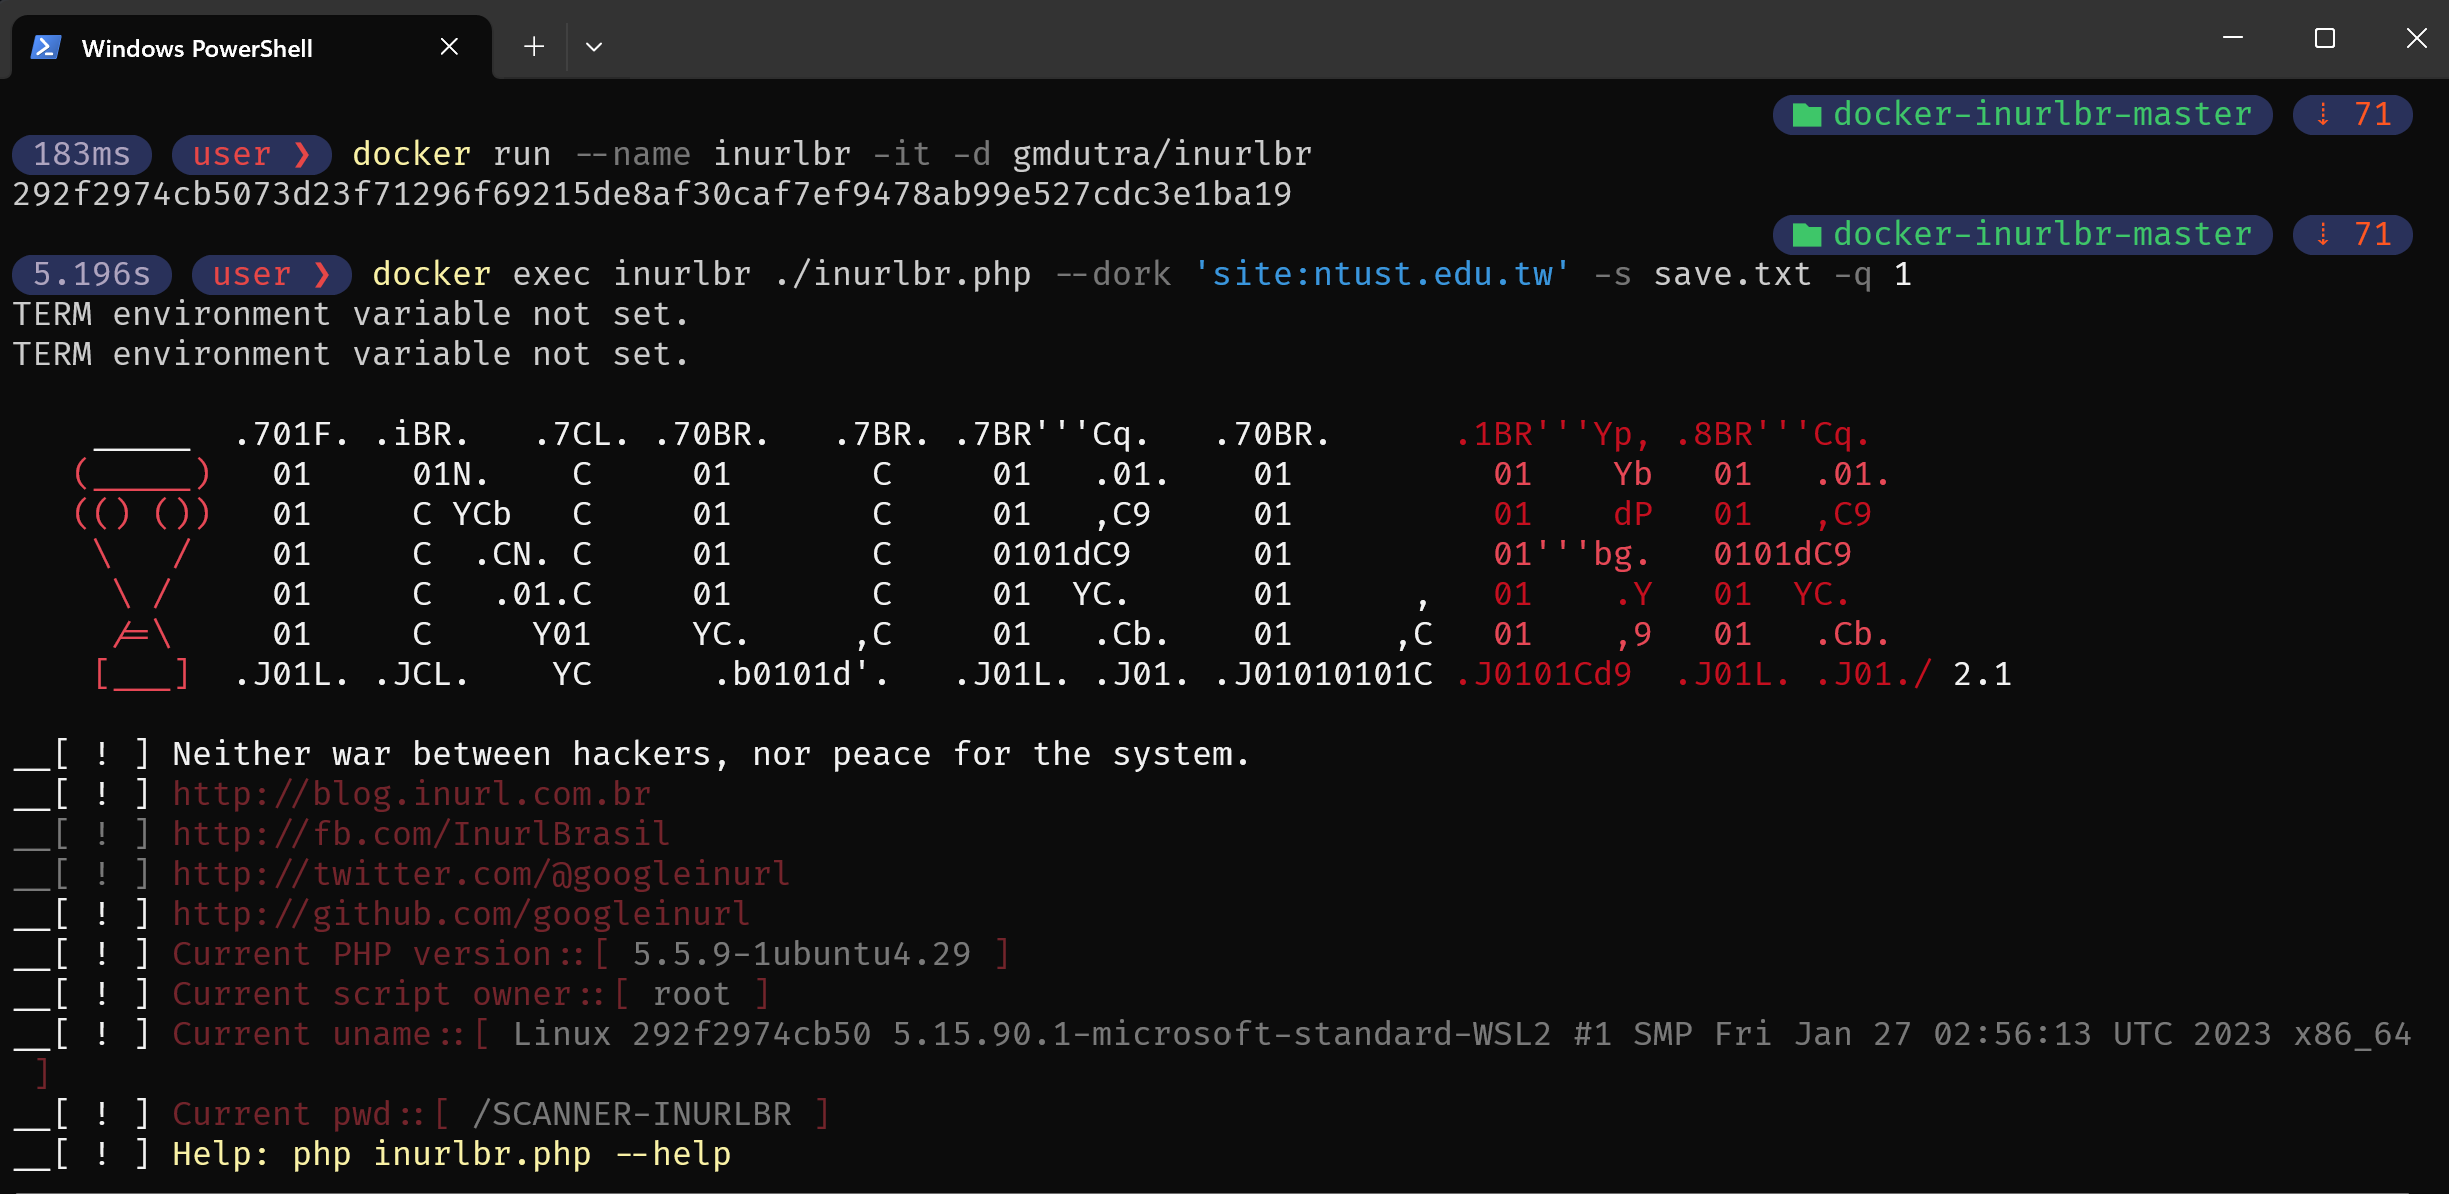 Windows PowerShell
docker-inurlbr-master ⇣ 71
183ms user ❯ docker run --name inurlbr -it -d gmdutra/inurlbr
292f2974cb5073d23f71296f69215de8af30caf7ef9478ab99e527cdc3e1ba19
docker-inurlbr-master ⇣ 71
5.196s user ❯ docker exec inurlbr ./inurlbr.php --dork 'site:ntust.edu.tw' -s save.txt -q 1
TERM environment variable not set.
TERM environment variable not set.
    ______  .701F. .iBR.   .7CL. .70BR.   .7BR. .7BR'''Cq.   .70BR.      .1BR'''Yp, .8BR'''Cq.
   (______)   01     01N.    C     01       C     01   .01.    01          01    Yb   01   .01.
   (() ())    01     C YCb   C     01       C     01   ,C9     01          01    dP   01   ,C9
    \   /     01     C  .CN. C     01       C     0101dC9      01          01'''bg.   0101dC9
     \ /      01     C   .01.C     01       C     01  YC.      01      ,   01    .Y   01  YC.
     /=\      01     C     Y01     YC.     ,C     01   .Cb.    01     ,C   01    ,9   01   .Cb.
    [___]   .J01L. .JCL.    YC      .b0101d'.   .J01L. .J01. .J01010101C .J0101Cd9  .J01L. .J01./ 2.1
__[ ! ] Neither war between hackers, nor peace for the system.
__[ ! ] http://blog.inurl.com.br
__[ ! ] http://fb.com/InurlBrasil
__[ ! ] http://twitter.com/@googleinurl
__[ ! ] http://github.com/googleinurl
__[ ! ] Current PHP version::[ 5.5.9-1ubuntu4.29 ]
__[ ! ] Current script owner::[ root ]
__[ ! ] Current uname::[ Linux 292f2974cb50 5.15.90.1-microsoft-standard-WSL2 #1 SMP Fri Jan 27 02:56:13 UTC 2023 x86_64
 ]
__[ ! ] Current pwd::[ /SCANNER-INURLBR ]
__[ ! ] Help: php inurlbr.php --help